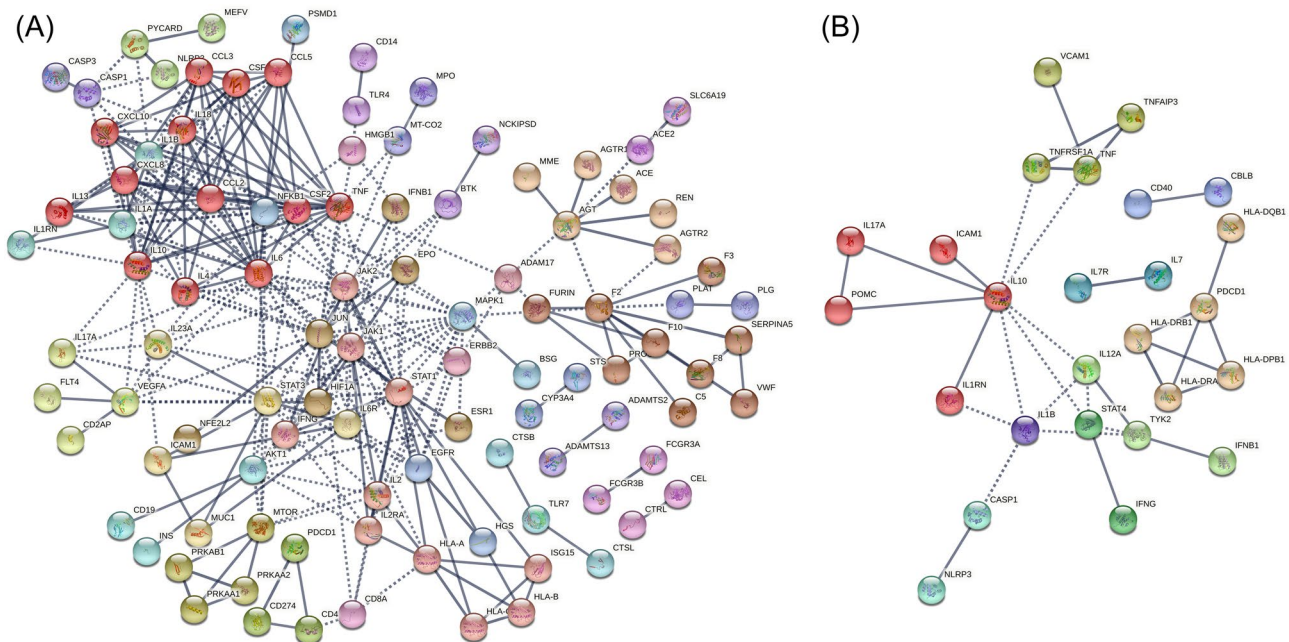 (A)
MEFV
PYCARD
PSMD1
CCL3
CCL5
CD14
NLRP3
CSF
CASP3
CASP1
TLR4
MPO
CXCL10
IL18
MT-CO2
HMGB1
NCKIPSD
IL1B
CXCL8
CCL2
NFKB1
CSF2
TNF
IFNB1
BTK
IL13
IL1A
IL1RN
IL10
IL4
IL6
JAK2
EPO
ADAM17
MAPK1
SLC6A19
ACE2
AGTR1
MME
ACE
AGT
REN
AGTR2
F3
FURIN
F2
PLAT
PLG
SERPINA5
F10
PRO
F8
STS
VWF
C5
JUN
JAK1
IL17A
IL23A
ERBB2
BSG
FLT4
VEGFA
STAT3
HIF1A
STAT1
CYP3A4
CD2AP
NFE2L2
IFNG
IL6R
ESR1
ADAMTS2
ADAMTS13
ICAM1
AKT1
EGFR
CTSB
FCGR3A
FCGR3B
CEL
CTRL
IL2
TLR7
CD19
MUC1
MTOR
IL2RA
HGS
CTSL
INS
PDCD1
PRKAB1
HLA-A
ISG15
PRKAA2
PRKAA1
CD274
CD4
CD8A
HLA-B
HLA-C
(B)
VCAM1
TNFAIP3
TNFRSF1A
TNF
CD40
CBLB
HLA-DQB1
IL17A
ICAM1
IL7R
IL7
IL10
POMC
PDCD1
HLA-DRB1
IL12A
HLA-DPB1
HLA-DRA
IL1RN
IL1B
STAT4
TYK2
IFNB1
CASP1
IFNG
NLRP3